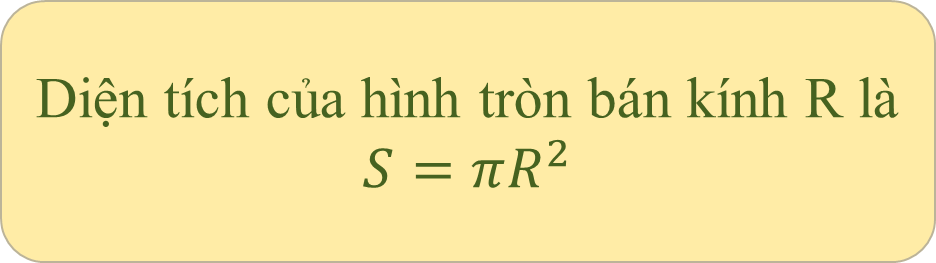 Diện tích của hình tròn bán kính R là
𝑆 = 𝜋𝑅²